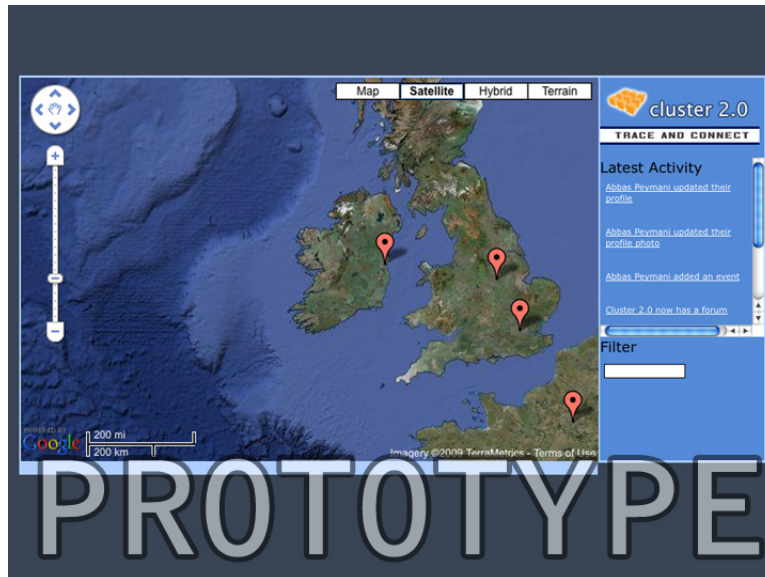 Map
Satellite
Hybrid
Terrain
cluster 2.0
TRACE AND CONNECT
Latest Activity
Abbas Peymani updated their
profile
Abbas Peymani updated their
profile photo
Abbas Peymani added an event
Cluster 2.0 now has a forum
Filter
POWERED BY
Google
200 mi
200 km
Imagery ©2009 TerraMetrics - Terms of Use
PROTOTYPE